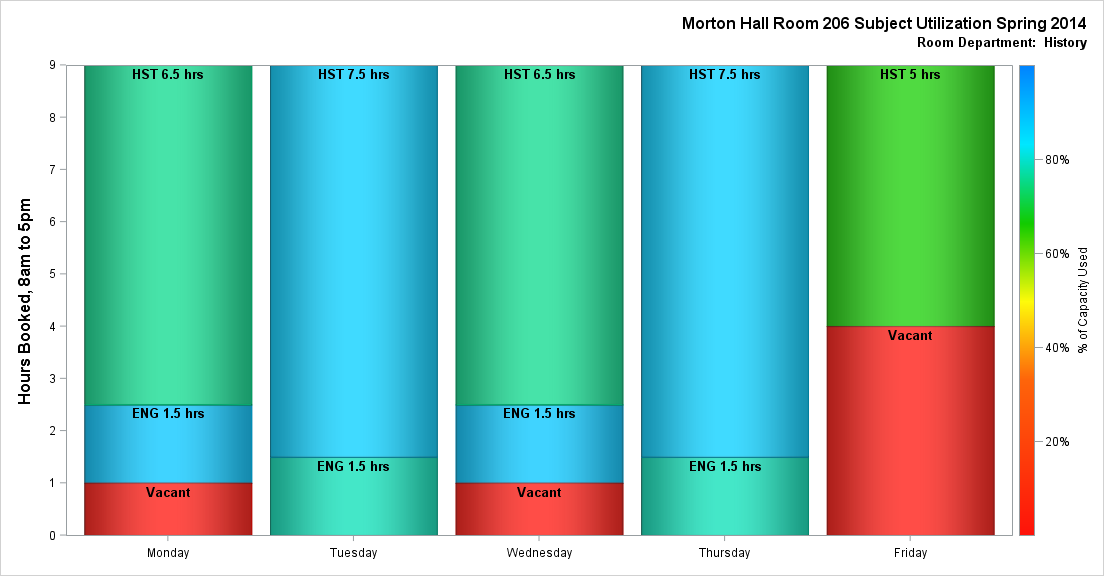 Morton Hall Room 206 Subject Utilization Spring 2014
Room Department:  History
Hours Booked, 8am to 5pm
9
8
7
6
5
4
3
2
1
0
HST 6.5 hrs
ENG 1.5 hrs
Vacant
HST 7.5 hrs
ENG 1.5 hrs
HST 6.5 hrs
ENG 1.5 hrs
Vacant
HST 7.5 hrs
ENG 1.5 hrs
HST 5 hrs
Vacant
Monday
Tuesday
Wednesday
Thursday
Friday
80%
60%
40%
20%
% of Capacity Used